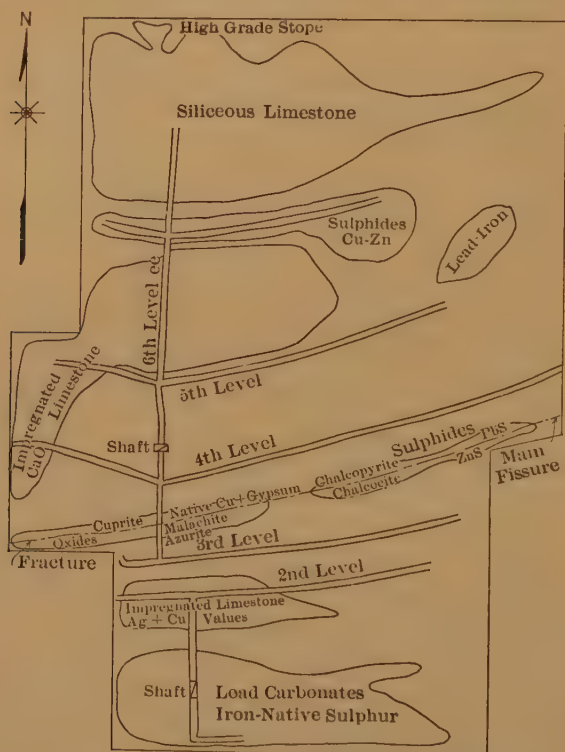 N
High Grade Stope
Siliceous Limestone
Sulphides
Cu-Zn
Lead-Iron
6th Level ee
5th Level
Impregnated
Limestone
CaO
Shaft
4th Level
Sulphides
PbS
ZnS
Main
Fissure
Chalcopyrite
Chalcocite
Native Cu + Gypsum
Cuprite
Malachite
Azurite
Oxides
3rd Level
Fracture
2nd Level
Impregnated Limestone
Ag + Cu Values
Shaft
Load Carbonates
Iron-Native Sulphur